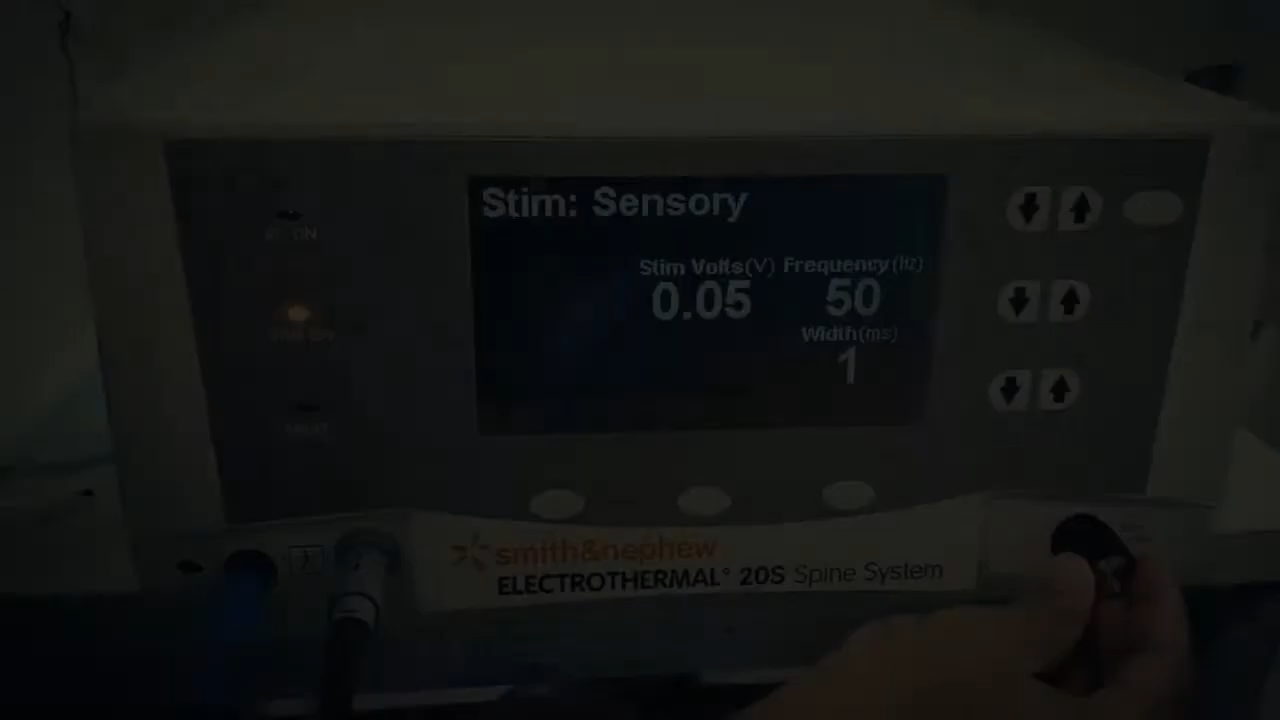 Stim: Sensory
Stim Volts(V) Frequency(Hz)
0.05 50
Width(ms)
1
smith&nephew
ELECTROTHERMAL° 20S Spine System